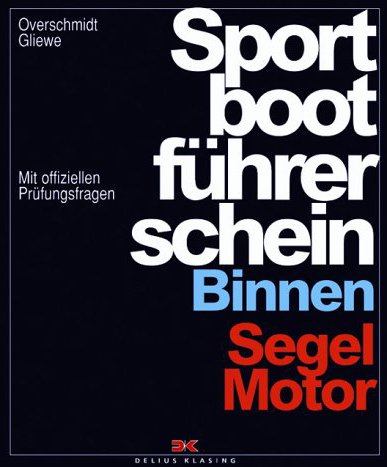 Overschmidt
Gliewe
Sport
boot
führer
schein
Mit offiziellen
Prüfungsfragen
Binnen
Segel
Motor
DK
DELIUS KLASING